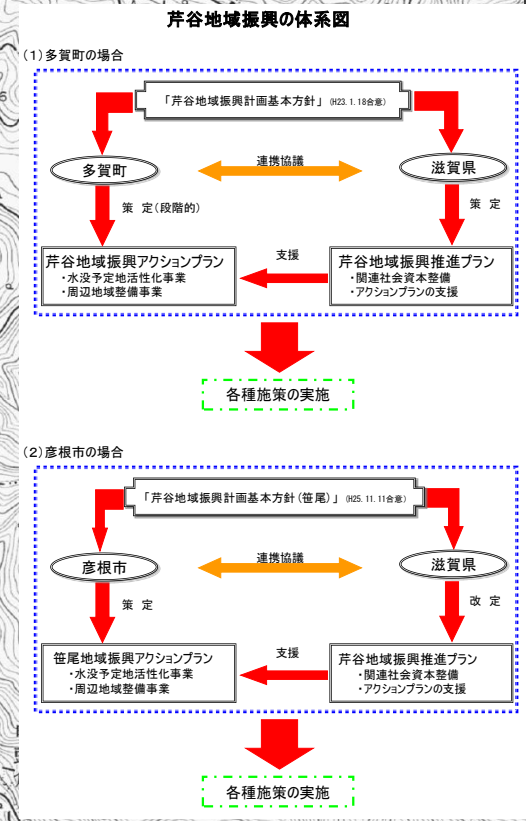 芹谷地域振興の体系図
(1)多賀町の場合
「芹谷地域振興計画基本方針」 (H23.1.18合意)
多賀町
連携協議
滋賀県
策 定(段階的)
策 定
芹谷地域振興アクションプラン
・水没予定地活性化事業
・周辺地域整備事業
支援
芹谷地域振興推進プラン
・関連社会資本整備
・アクションプランの支援
各種施策の実施
(2)彦根市の場合
「芹谷地域振興計画基本方針(笹尾)」 (H25.11.11合意)
彦根市
連携協議
滋賀県
策 定
改 定
笹尾地域振興アクションプラン
・水没予定地活性化事業
・周辺地域整備事業
支援
芹谷地域振興推進プラン
・関連社会資本整備
・アクションプランの支援
各種施策の実施